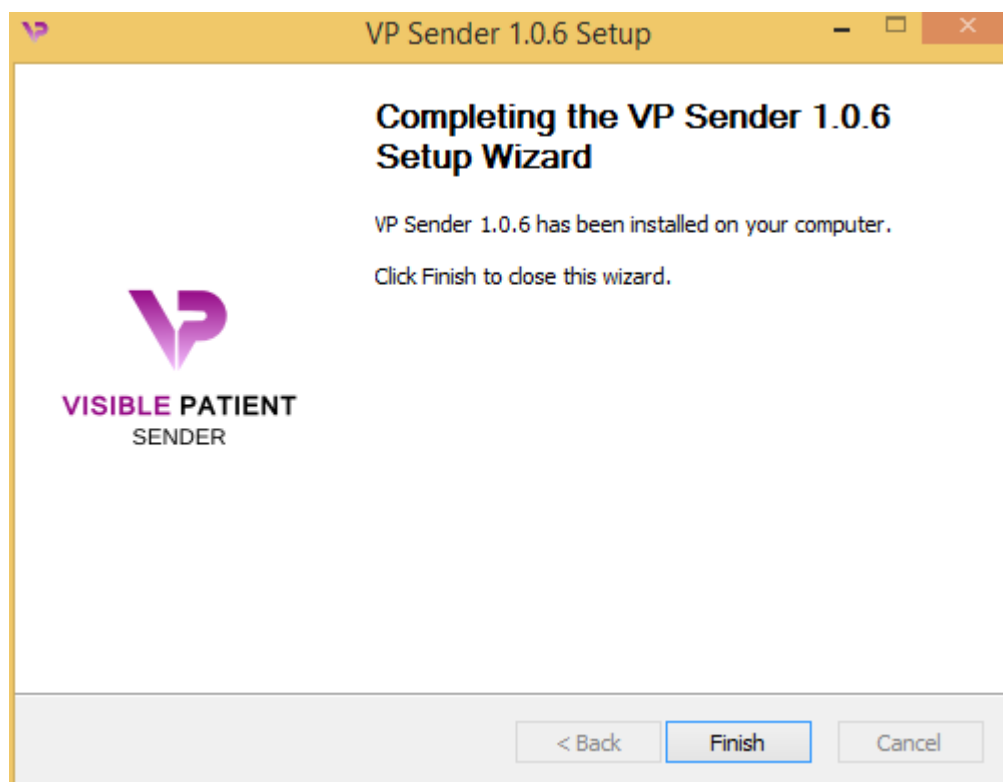 VP Sender 1.0.6 Setup
Completing the VP Sender 1.0.6
Setup Wizard
VP Sender 1.0.6 has been installed on your computer.
Click Finish to close this wizard.
VP
VISIBLE PATIENT
SENDER
< Back
Finish
Cancel